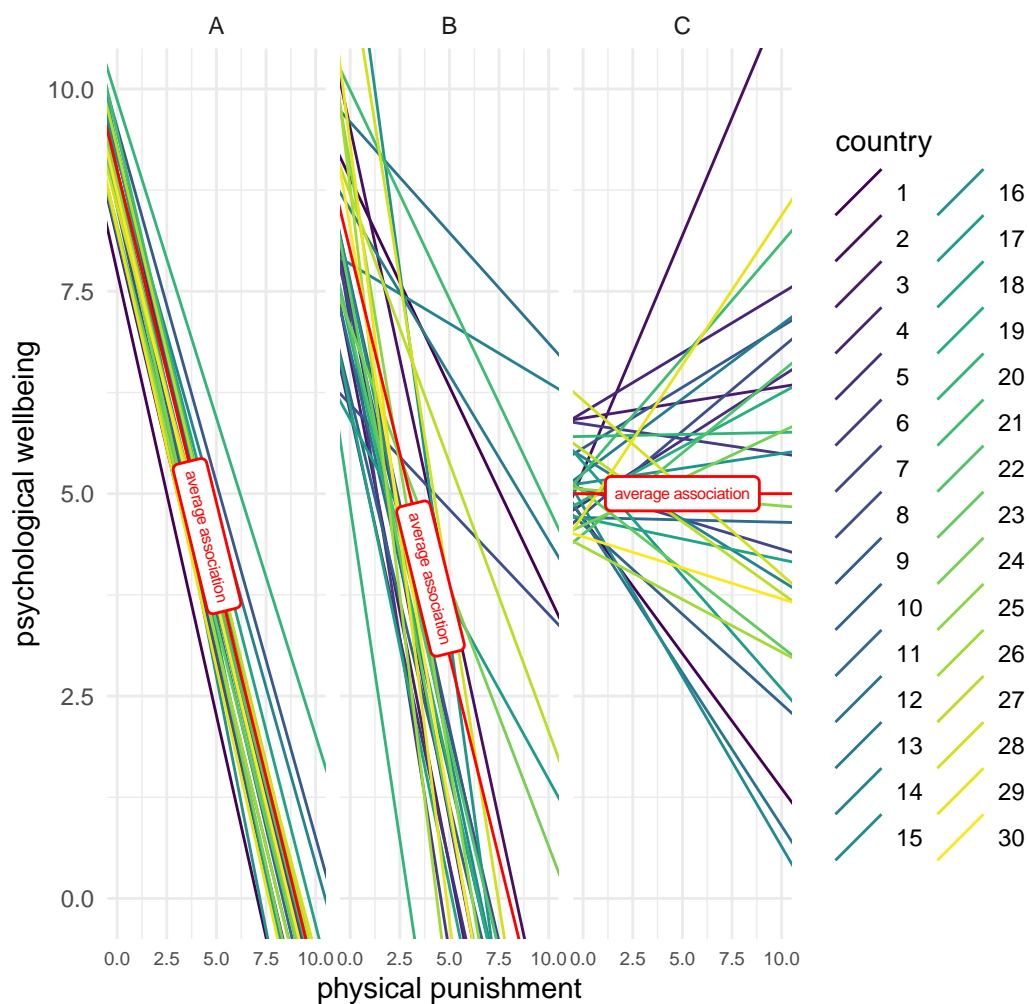 A B C
psychological wellbeing
10.0
7.5
5.0
2.5
0.0
average association
average association
average association
0.0 2.5 5.0 7.5 10.0 0.0 2.5 5.0 7.5 10.0 0.0 2.5 5.0 7.5 10.0
physical punishment
country
1 16
2 17
3 18
4 19
5 20
6 21
7 22
8 23
9 24
10 25
11 26
12 27
13 28
14 29
15 30